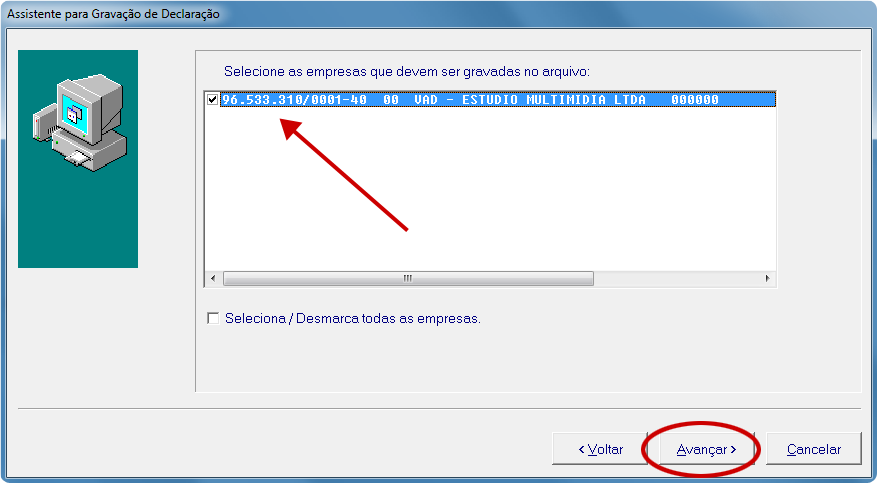 Assistente para Gravação de Declaração
Selecione as empresas que devem ser gravadas no arquivo:
96.533.310/0001-40 00 VAD - ESTUDIO MULTIMIDIA LTDA 000000
Seleciona / Desmarca todas as empresas.
< Voltar Avançar > Cancelar